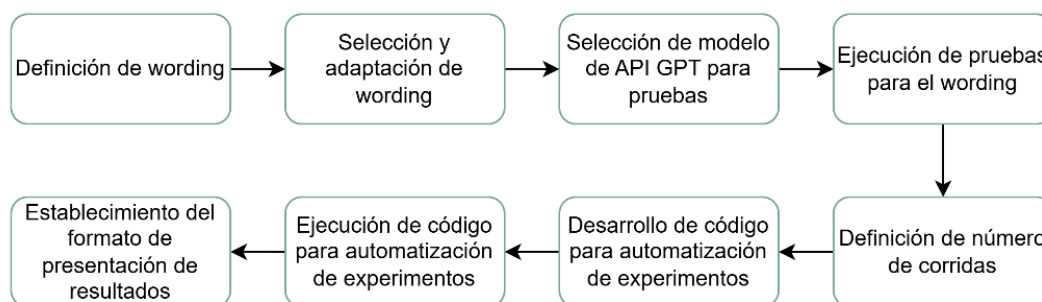 Definición de wording
Selección y
adaptación de
wording
Selección de modelo
de API GPT para
pruebas
Ejecución de pruebas
para el wording
Definición de número
de corridas
Desarrollo de código
para automatización
de experimentos
Ejecución de código
para automatización
de experimentos
Establecimiento del
formato de
presentación de
resultados